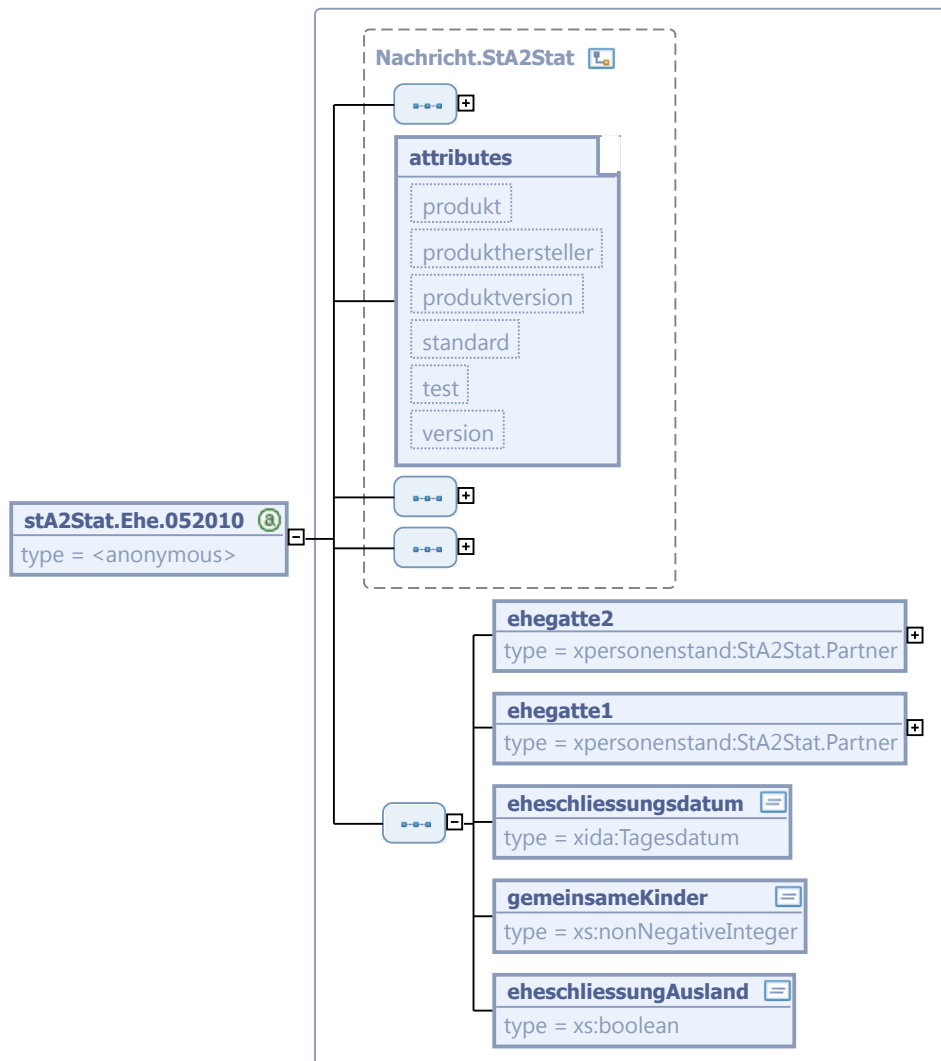 Nachricht.StA2Stat
attributes
produkt
produkthersteller
produktversion
standard
test
version
stA2Stat.Ehe.052010
type = <anonymous>
ehegatte2
type = xpersonenstand:StA2Stat.Partner
ehegatte1
type = xpersonenstand:StA2Stat.Partner
eheschliessungsdatum
type = xida:Tagesdatum
gemeinsameKinder
type = xs:nonNegativeInteger
eheschliessungAusland
type = xs:boolean